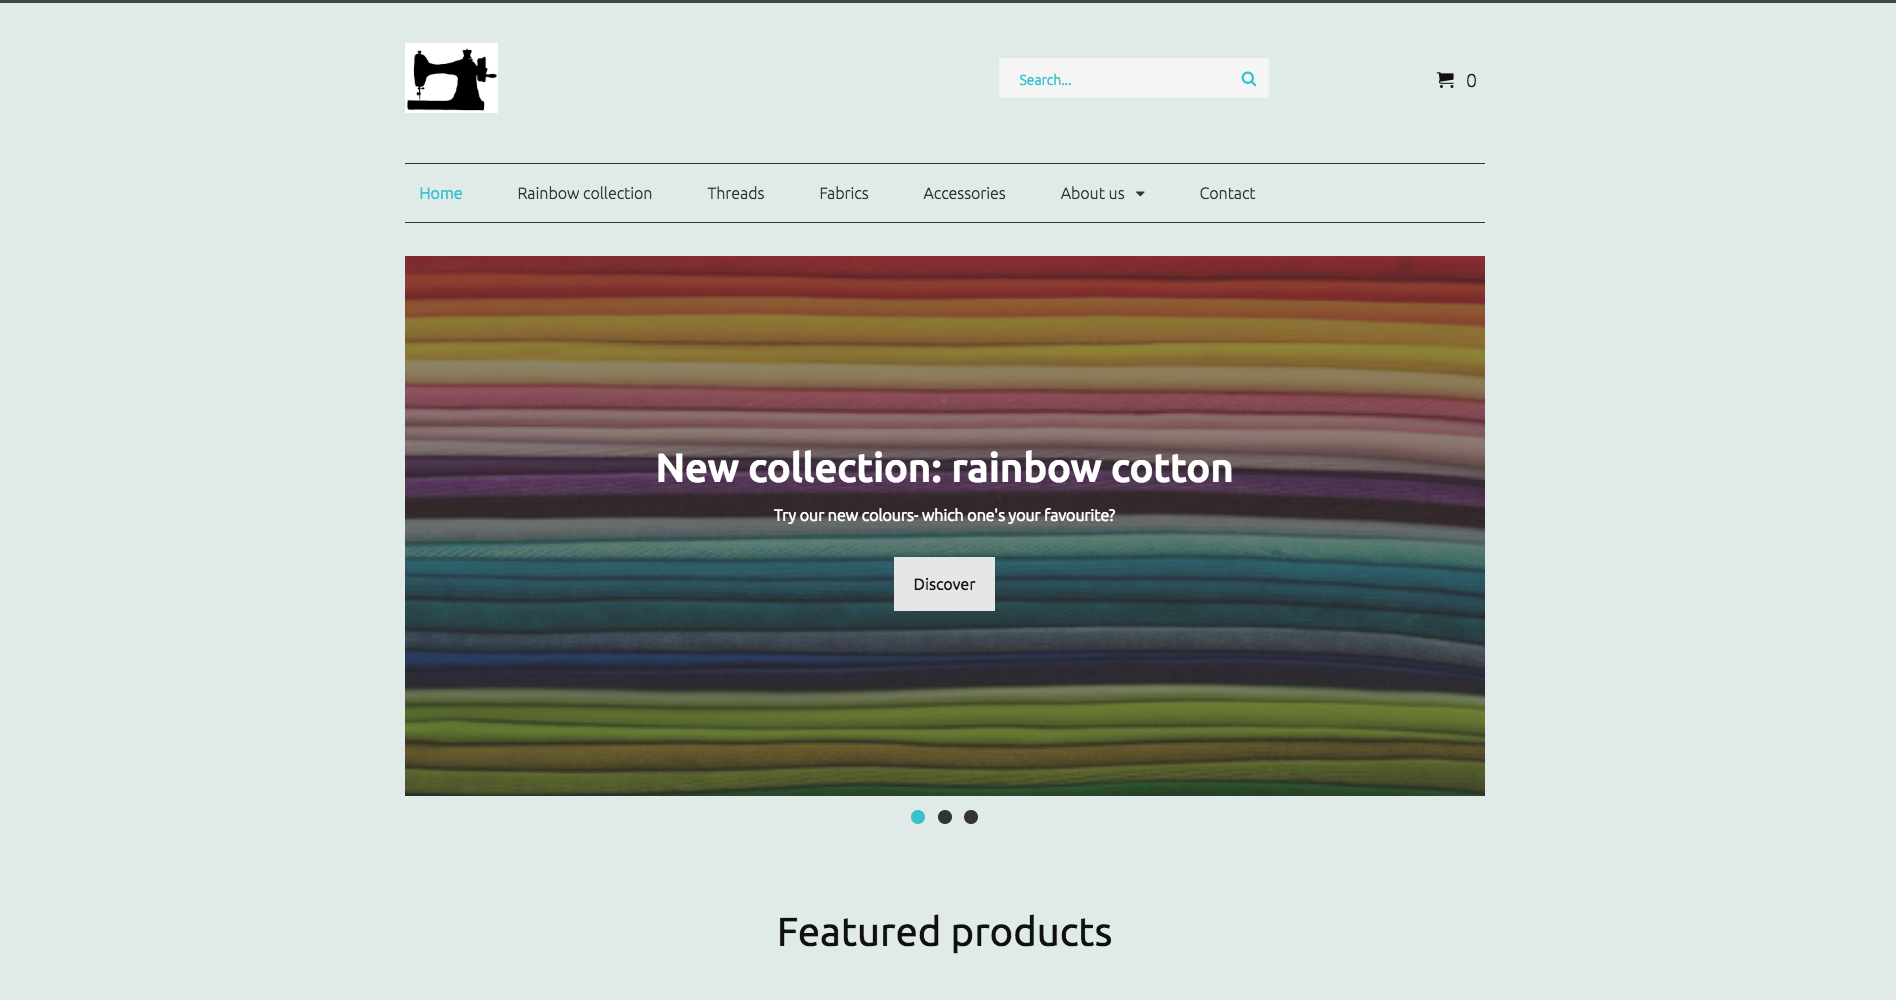 Search...
0
Home
Rainbow collection
Threads
Fabrics
Accessories
About us
Contact
New collection: rainbow cotton
Try our new colours- which one's your favourite?
Discover
Featured products